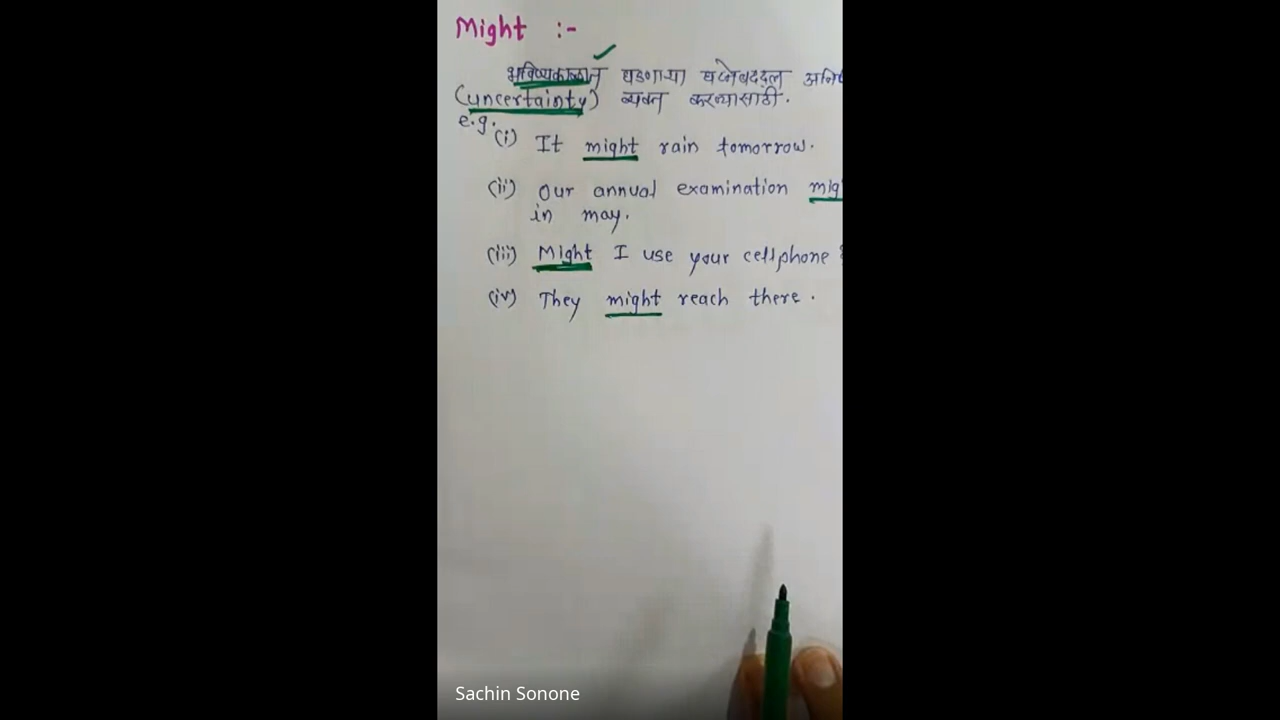 Might :-
भविष्यकाळात घडणाऱ्या घटनेबद्दल
(uncertainty) व्यक्त करण्यासाठी.
e.g.
(i) It might rain tomorrow.
(ii) Our annual examination
in may.
(iii) Might I use your cellphone
(iv) They might reach there.
Sachin Sonone